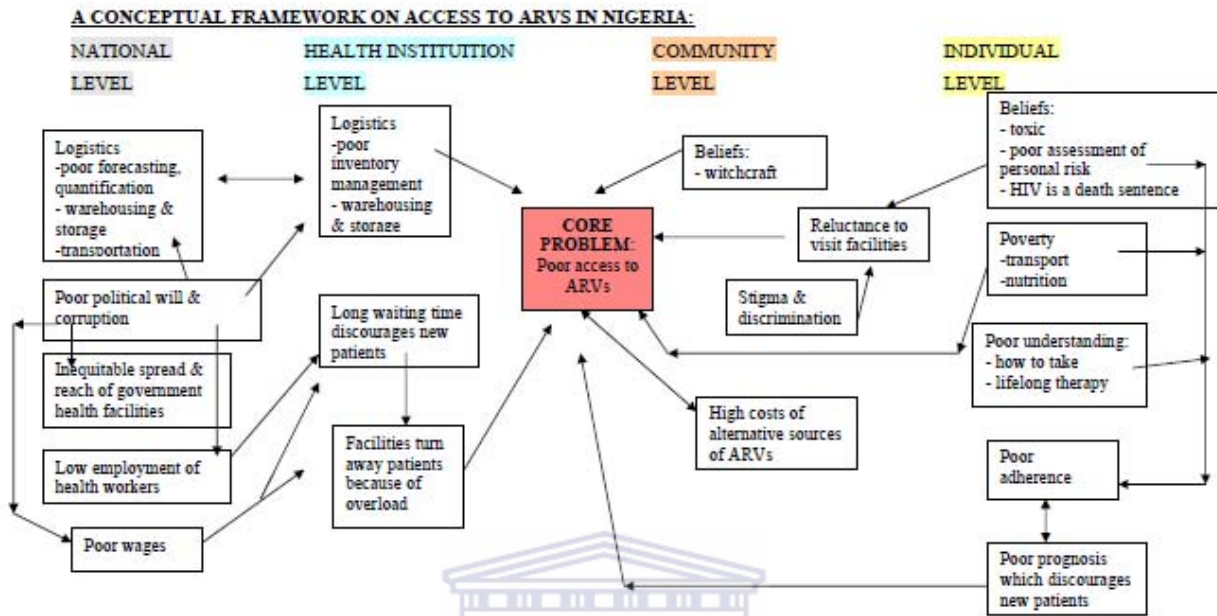 A CONCEPTUAL FRAMEWORK ON ACCESS TO ARVS IN NIGERIA:
NATIONAL
LEVEL
HEALTH INSTITUITION
LEVEL
COMMUNITY
LEVEL
INDIVIDUAL
LEVEL
Logistics
-poor forecasting,
quantification
- warehousing &
storage
-transportation
Poor political will &
corruption
Inequitable spread &
reach of government
health facilities
Low employment of
health workers
Poor wages
Logistics
-poor
inventory
management
- warehousing
& storage
Long waiting time
discourages new
patients
Facilities turn
away patients
because of
overload
CORE
PROBLEM:
Poor access to
ARVs
Beliefs:
- witchcraft
Reluctance to
visit facilities
Stigma &
discrimination
High costs of
alternative sources
of ARVs
Beliefs:
- toxic
- poor assessment of
personal risk
- HIV is a death sentence
Poverty
-transport
-nutrition
Poor understanding:
- how to take
- lifelong therapy
Poor
adherence
Poor prognosis
which discourages
new patients